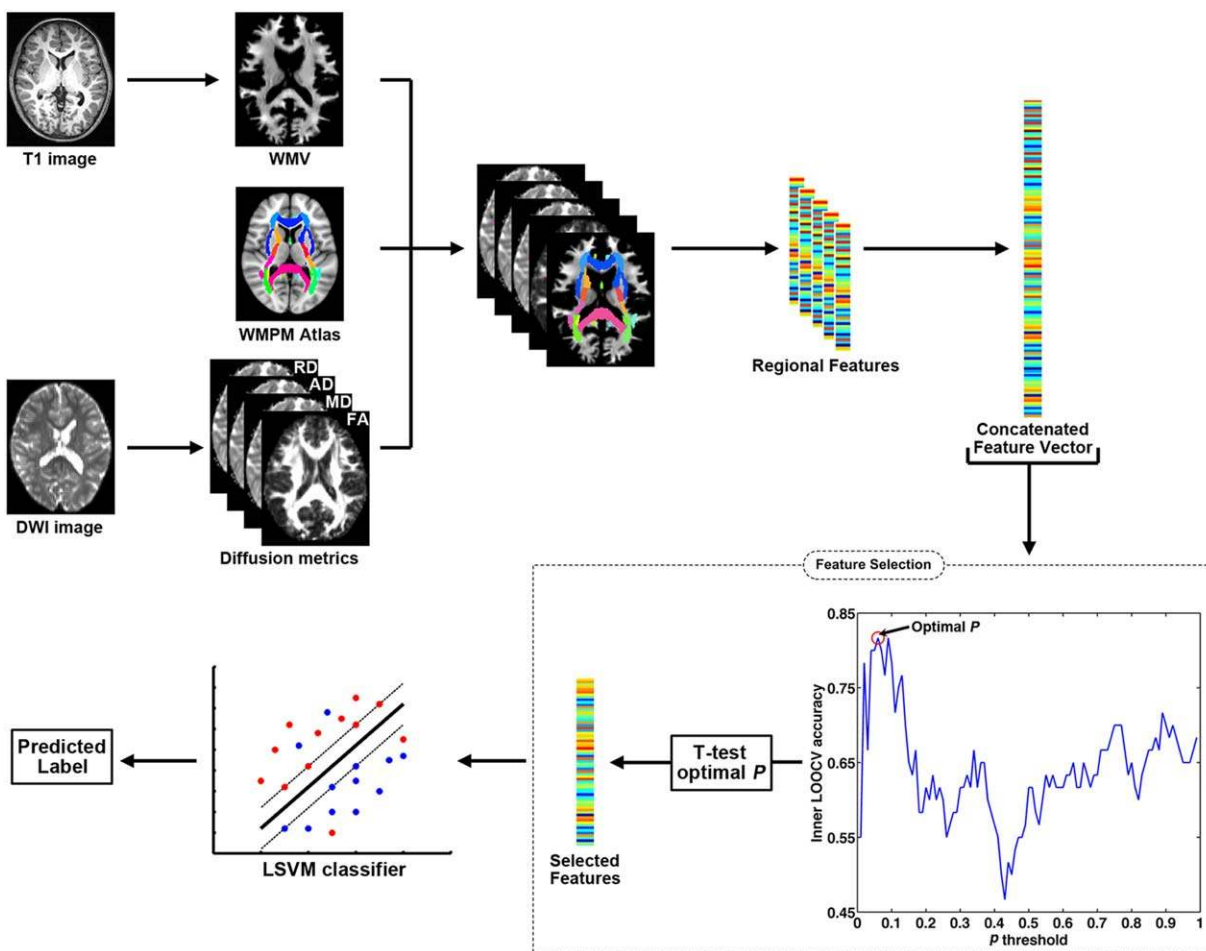 T1 image
WMV
WMPM Atlas
RD
AD
MD
FA
DWI image
Diffusion metrics
Regional Features
Concatenated
Feature Vector
Feature Selection
0.85
0.75
0.65
0.55
0.45
Inner LOOCV accuracy
Optimal P
0
0.1
0.2
0.3
0.4
0.5
0.6
0.7
0.8
0.9
1
p threshold
T-test
optimal P
Selected
Features
LSVM classifier
Predicted
Label